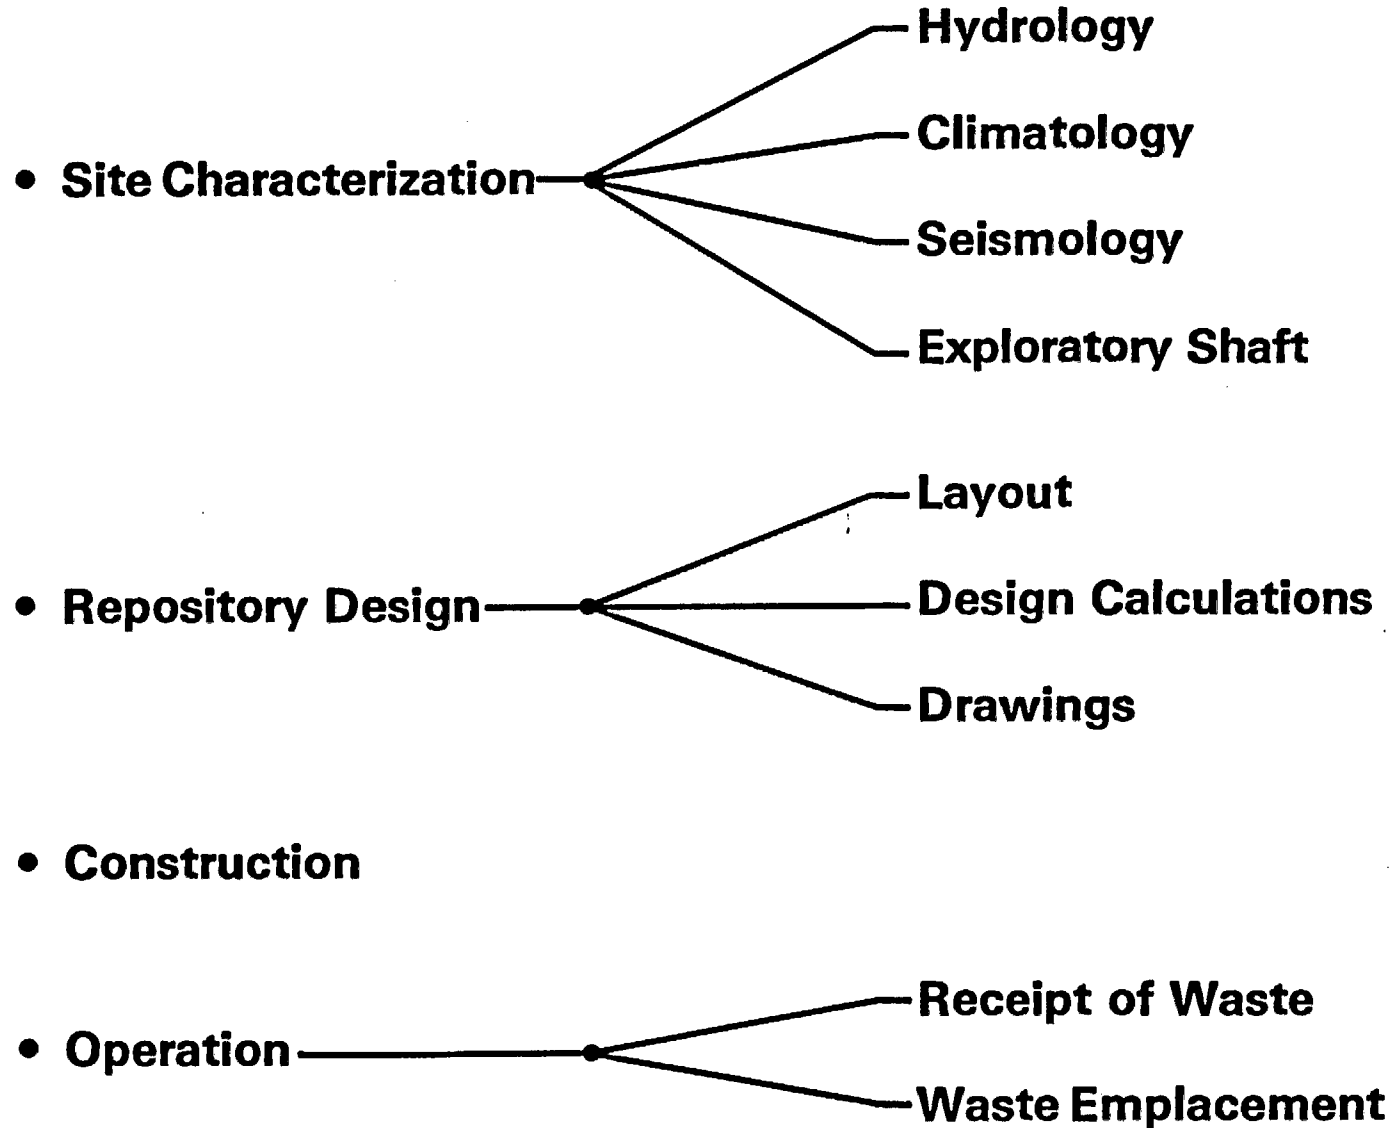 Hydrology
Climatology
• Site Characterization
Seismology
Exploratory Shaft
Layout
• Repository Design
Design Calculations
Drawings
• Construction
Receipt of Waste
• Operation
Waste Emplacement